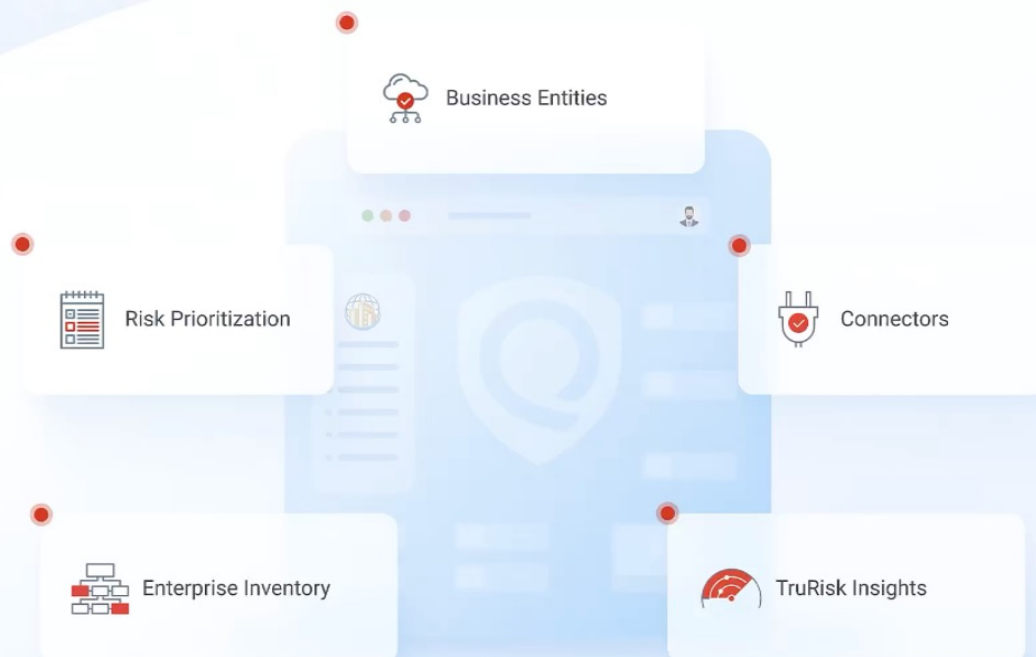 Business Entities
Risk Prioritization
Connectors
Enterprise Inventory
TruRisk Insights